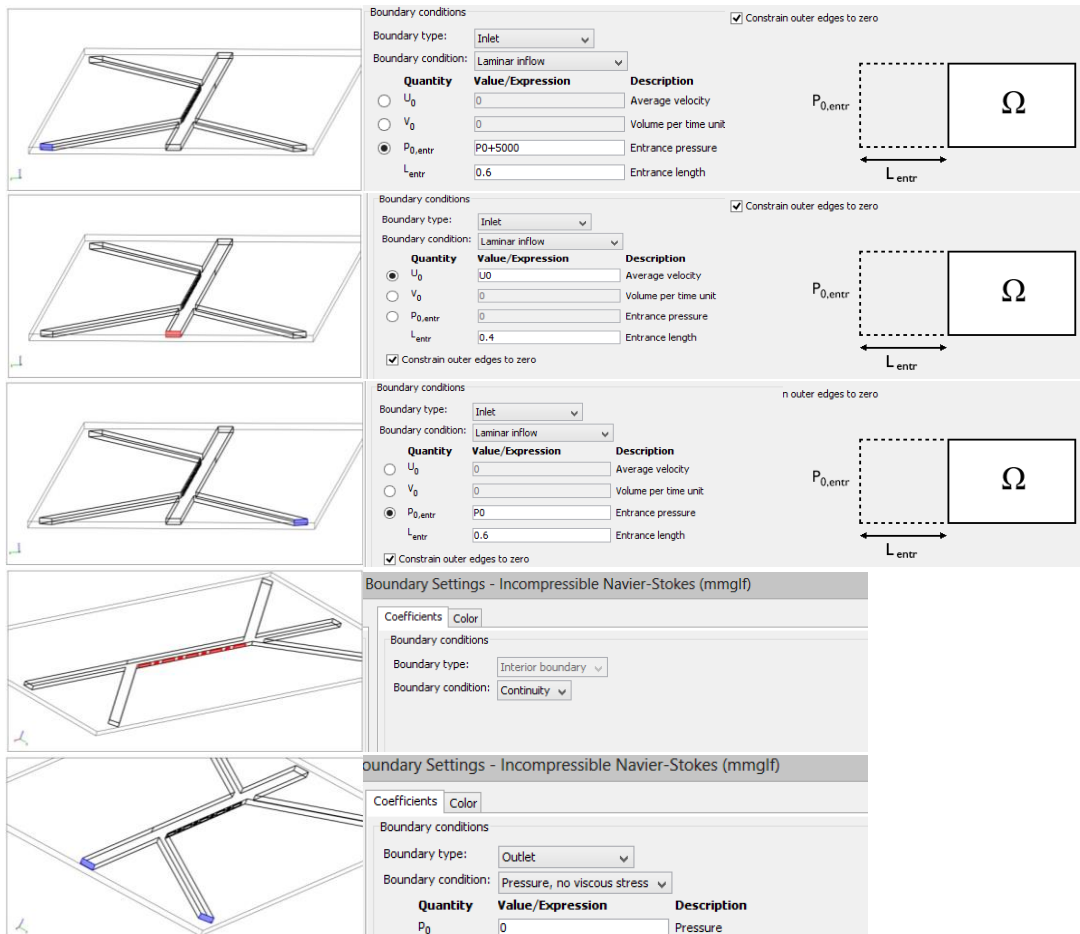 Boundary conditions
Constrain outer edges to zero
Boundary type: Inlet
Boundary condition: Laminar inflow
Quantity Value/Expression Description
U0 0 Average velocity
V0 0 Volume per time unit
P0,entr 0 P0+5000 Entrance pressure
Lentr 0.6 Entrance length
P0,entr
Ω
L entr
Boundary conditions
Constrain outer edges to zero
Boundary type: Inlet
Boundary condition: Laminar inflow
Quantity Value/Expression Description
U0 U0 Average velocity
V0 0 Volume per time unit
P0,entr 0 Entrance pressure
Lentr 0.4 Entrance length
Constrain outer edges to zero
P0,entr
Ω
L entr
Boundary conditions
n outer edges to zero
Boundary type: Inlet
Boundary condition: Laminar inflow
Quantity Value/Expression Description
U0 0 Average velocity
V0 0 Volume per time unit
P0,entr P0 Entrance pressure
Lentr 0.6 Entrance length
Constrain outer edges to zero
P0,entr
Ω
L entr
Boundary Settings - Incompressible Navier-Stokes (mmglf)
Coefficients Color
Boundary conditions
Boundary type: Interior boundary
Boundary condition: Continuity
oundary Settings - Incompressible Navier-Stokes (mmglf)
Coefficients Color
Boundary conditions
Boundary type: Outlet
Boundary condition: Pressure, no viscous stress
Quantity Value/Expression Description
P0 0 Pressure